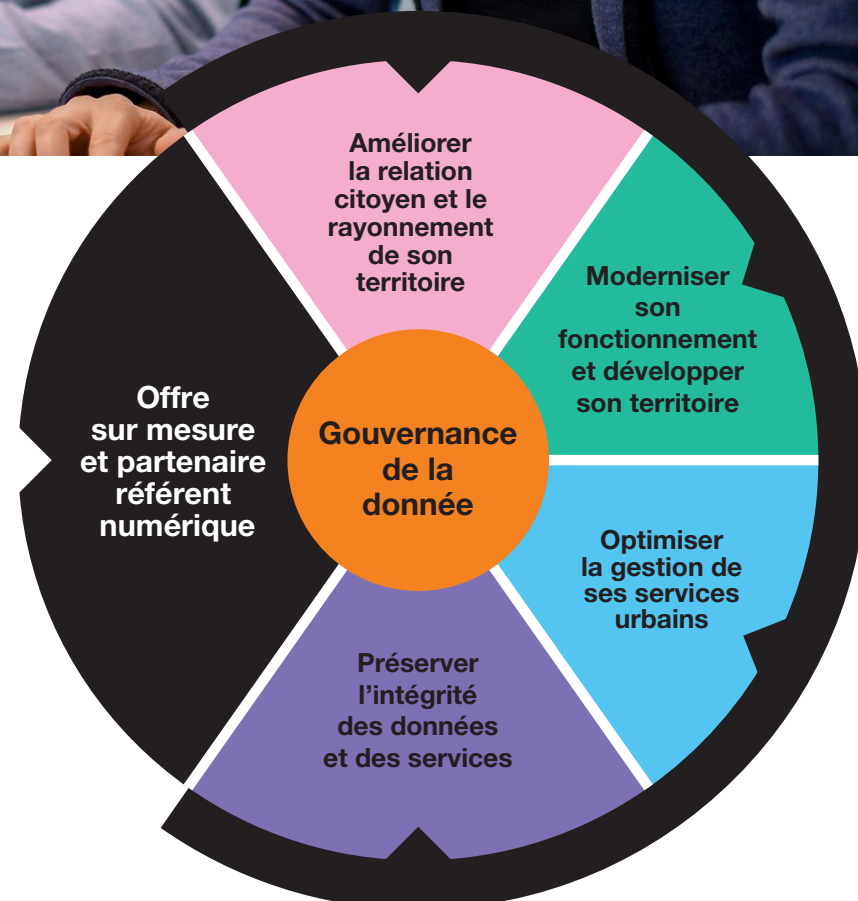 Améliorer
la relation
citoyen et le
rayonnement
de son
territoire
Moderniser
son
fonctionnement
et développer
son territoire
Offre
sur mesure
et partenaire
référent
numérique
Gouvernance
de la
donnée
Optimiser
la gestion de
ses services
urbains
Préserver
l’intégrité
des données
et des services